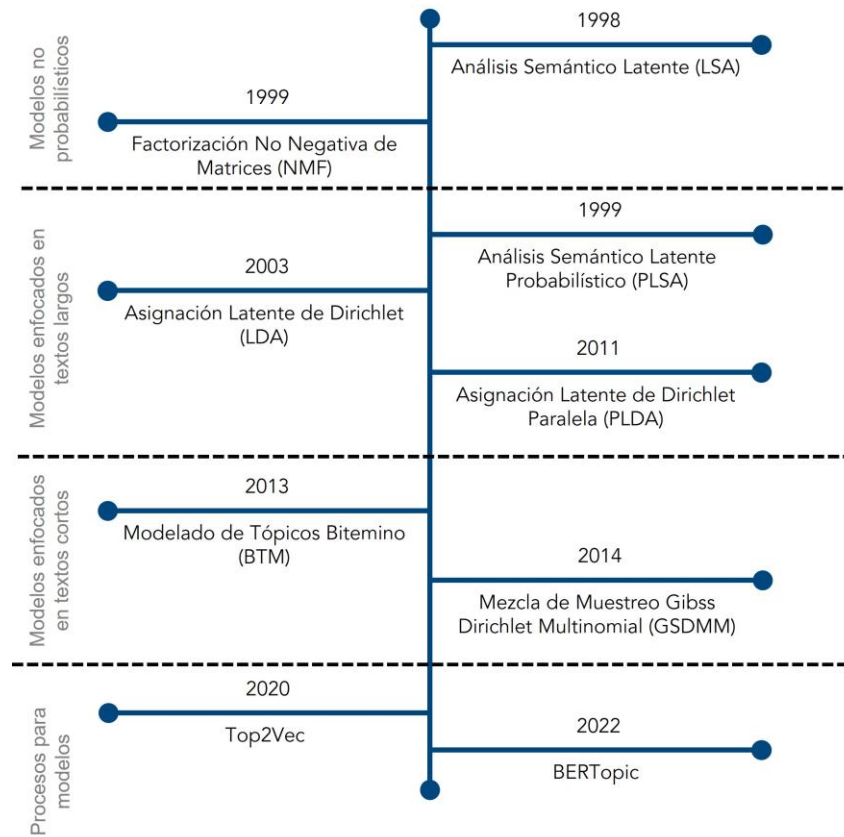 Modelos no
probabilísticos
1998
Análisis Semántico Latente (LSA)
1999
Factorización No Negativa de
Matrices (NMF)
Modelos enfocados en
textos largos
1999
Análisis Semántico Latente
Probabilístico (PLSA)
2003
Asignación Latente de Dirichlet
(LDA)
2011
Asignación Latente de Dirichlet
Paralela (PLDA)
Modelos enfocados
en textos cortos
2013
Modelado de Tópicos Bitemino
(BTM)
2014
Mezcla de Muestreo Gibss
Dirichlet Multinomial (GSDMM)
Procesos para
modelos
2020
Top2Vec
2022
BERTopic